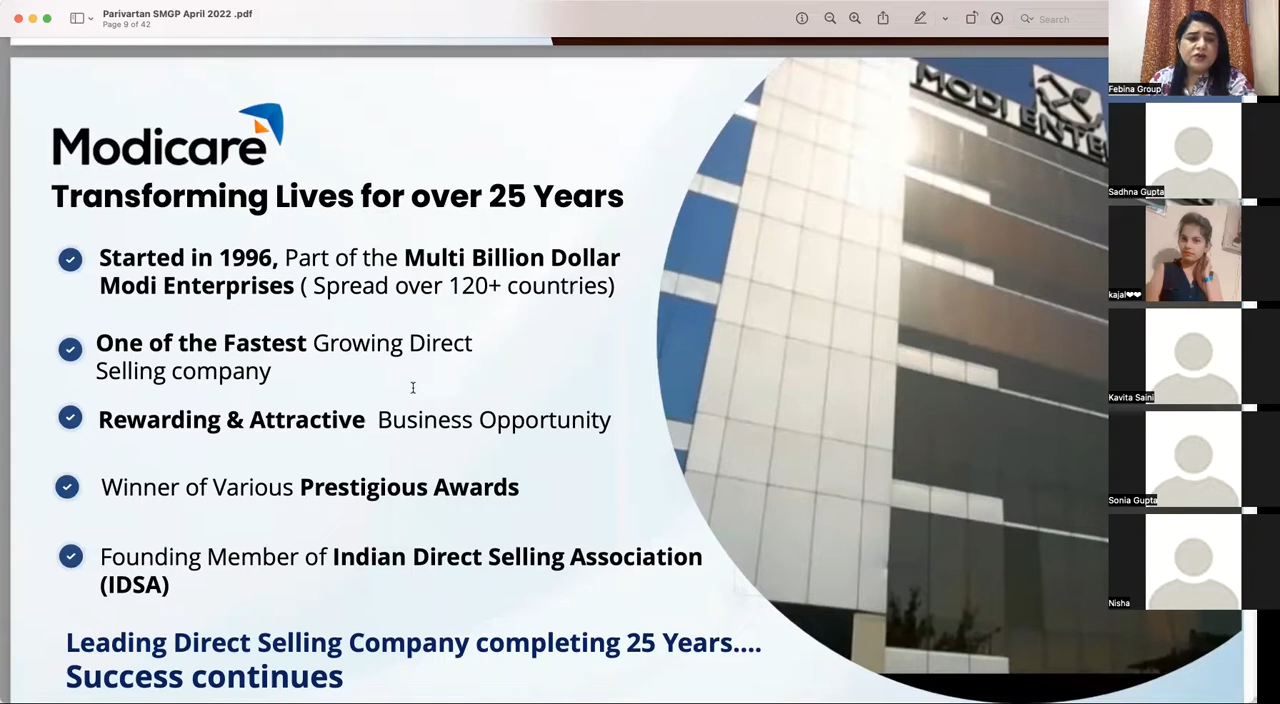 Parivartan SMGP April 2022 .pdf
Page 9 of 42
Search
Modicare
Transforming Lives for over 25 Years
Started in 1996, Part of the Multi Billion Dollar
Modi Enterprises ( Spread over 120+ countries)
One of the Fastest Growing Direct
Selling company
Rewarding & Attractive Business Opportunity
Winner of Various Prestigious Awards
Founding Member of Indian Direct Selling Association
(IDSA)
Leading Direct Selling Company completing 25 Years....
Success continues
MODI ENTE
Febina Group
Sadhna Gupta
kajal❤❤
Kavita Saini
Sonia Gupta
Nisha